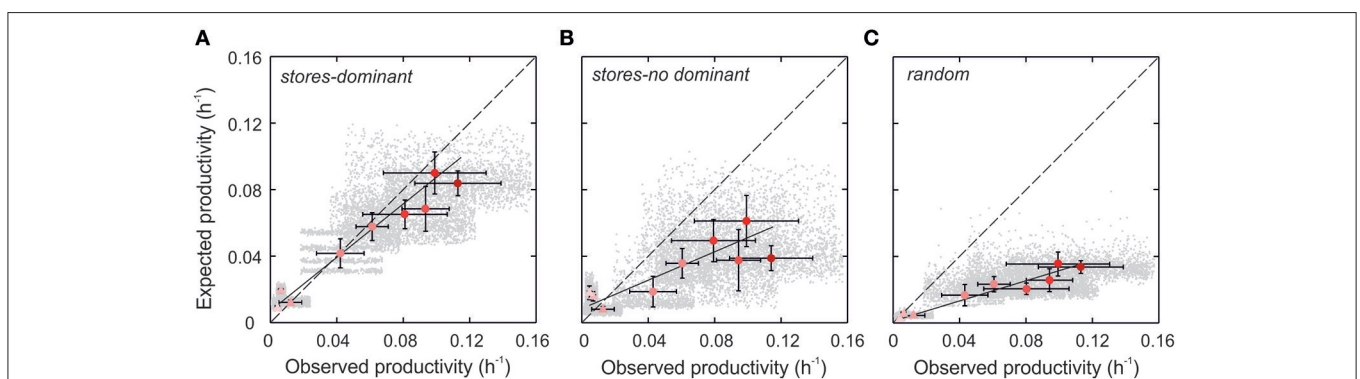 A
B
C
stores-dominant
stores-no dominant
random
Expected productivity (h-1)
0.16
0.12
0.08
0.04
0
0 0.04 0.08 0.12 0.16
0 0.04 0.08 0.12 0.16
0 0.04 0.08 0.12 0.16
Observed productivity (h-1)
Observed productivity (h-1)
Observed productivity (h-1)